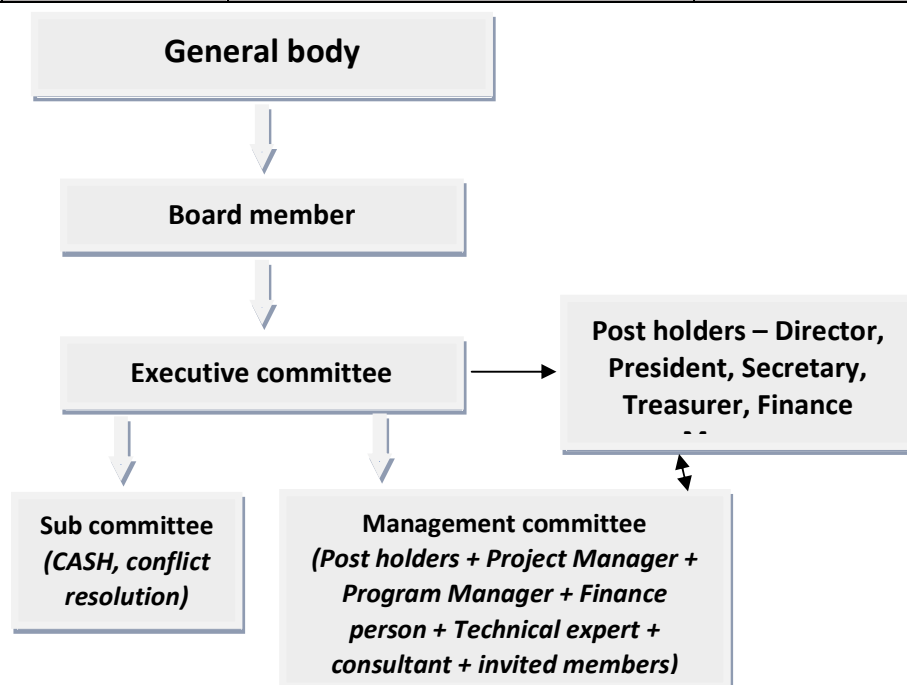 General body
Board member
Executive committee
Post holders – Director,
President, Secretary,
Treasurer, Finance
Sub committee
(CASH, conflict
resolution)
Management committee
(Post holders + Project Manager +
Program Manager + Finance
person + Technical expert +
consultant + invited members)